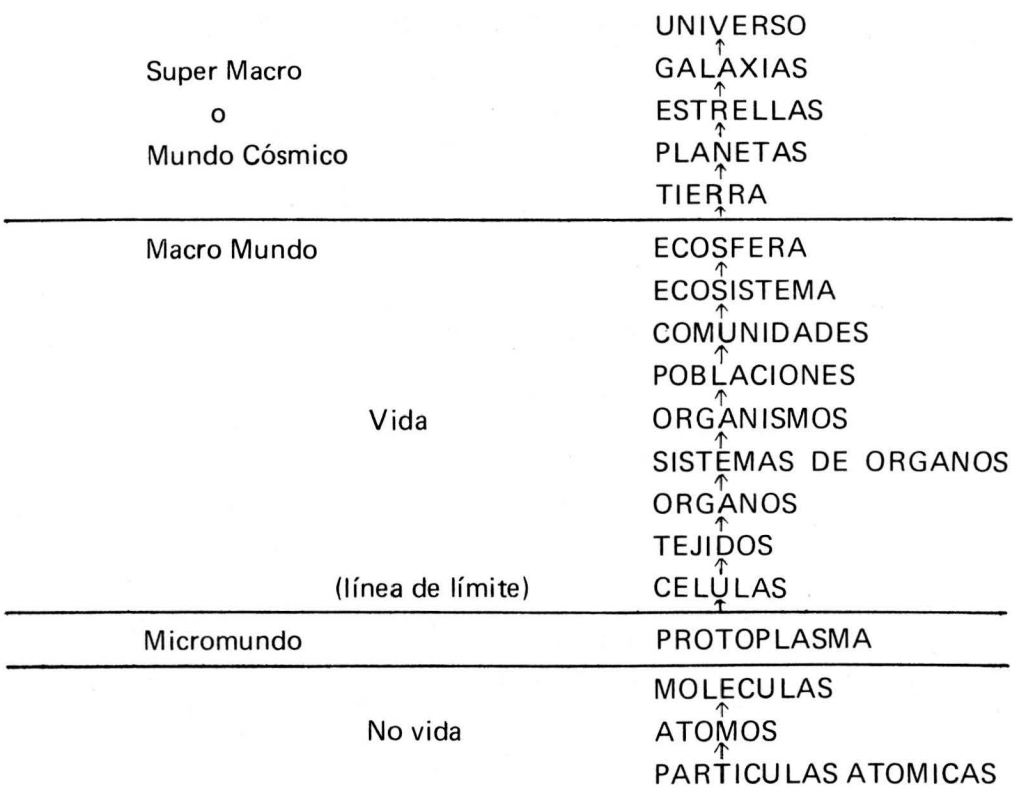 UNIVERSO
Super Macro GALAXIAS
o ESTRELLAS
Mundo Cósmico PLANETAS
TIERRA
Macro Mundo ECOSFERA
ECOSISTEMA
COMUNIDADES
POBLACIONES
Vida ORGANISMOS
SISTEMAS DE ORGANOS
ORGANOS
TEJIDOS
(línea de límite) CELULAS
Micromundo PROTOPLASMA
MOLECULAS
No vida ATOMOS
PARTICULAS ATOMICAS